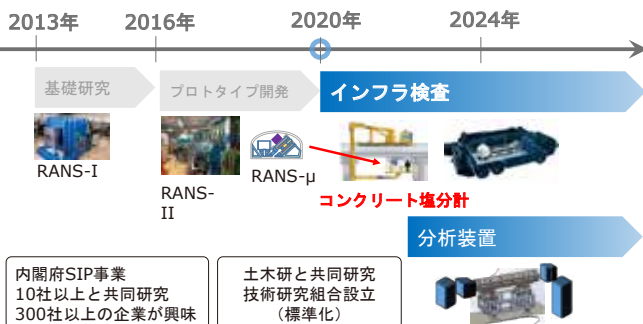 2013年
2016年
2020年
2024年
基礎研究
プロトタイプ開発
インフラ検査
RANS-I
RANS-
II
RANS-μ
コンクリート塩分計
分析装置
内閣府SIP事業
10社以上と共同研究
300社以上の企業が興味
土木研と共同研究
技術研究組合設立
（標準化）